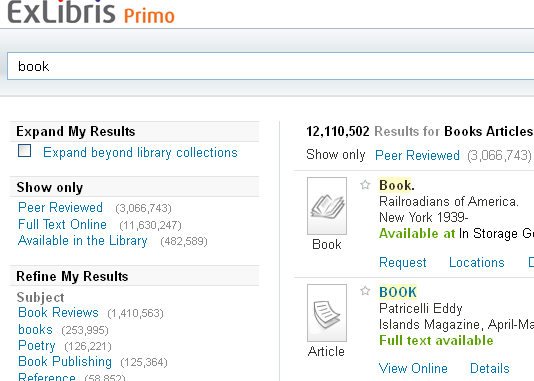 ExLibris Primo
book
Expand My Results
Expand beyond library collections
Show only
Peer Reviewed (3,066,743)
Full Text Online (11,630,247)
Available in the Library (482,589)
Refine My Results
Subject
Book Reviews (1,410,563)
books (253,995)
Poetry (126,221)
Book Publishing (125,364)
Reference (58,852)
12,110,502 Results for Books Articles
Show only Peer Reviewed (3,066,743)
Book
Book.
Railroadians of America.
New York 1939-
Available at In Storage
Request Locations
Article
BOOK
Patricelli Eddy
Islands Magazine, April-Ma
Full text available
View Online Details